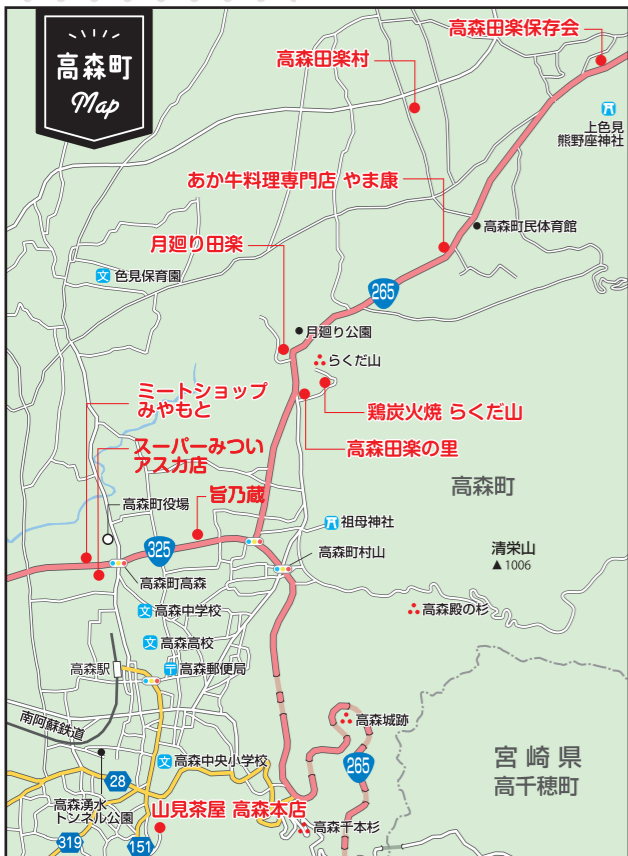 高森町
Map
高森田楽保存会
高森田楽村
上色見
熊野座神社
あか牛料理専門店 やま康
高森町民体育館
月廻り田楽
色見保育園
265
月廻り公園
らくだ山
ミートショップ
みやもと
鶏炭火焼 らくだ山
スーパーみつい
アスカ店
高森田楽の里
高森町
旨乃蔵
高森町役場
祖母神社
325
高森町村山
清栄山
▲1006
高森町高森
高森中学校
高森殿の杉
高森高校
高森駅
高森郵便局
南阿蘇鉄道
高森城跡
宮崎県
高千穂町
高森中央小学校
265
28
高森湧水
トンネル公園
山見茶屋 高森本店
高森千本杉
319
151